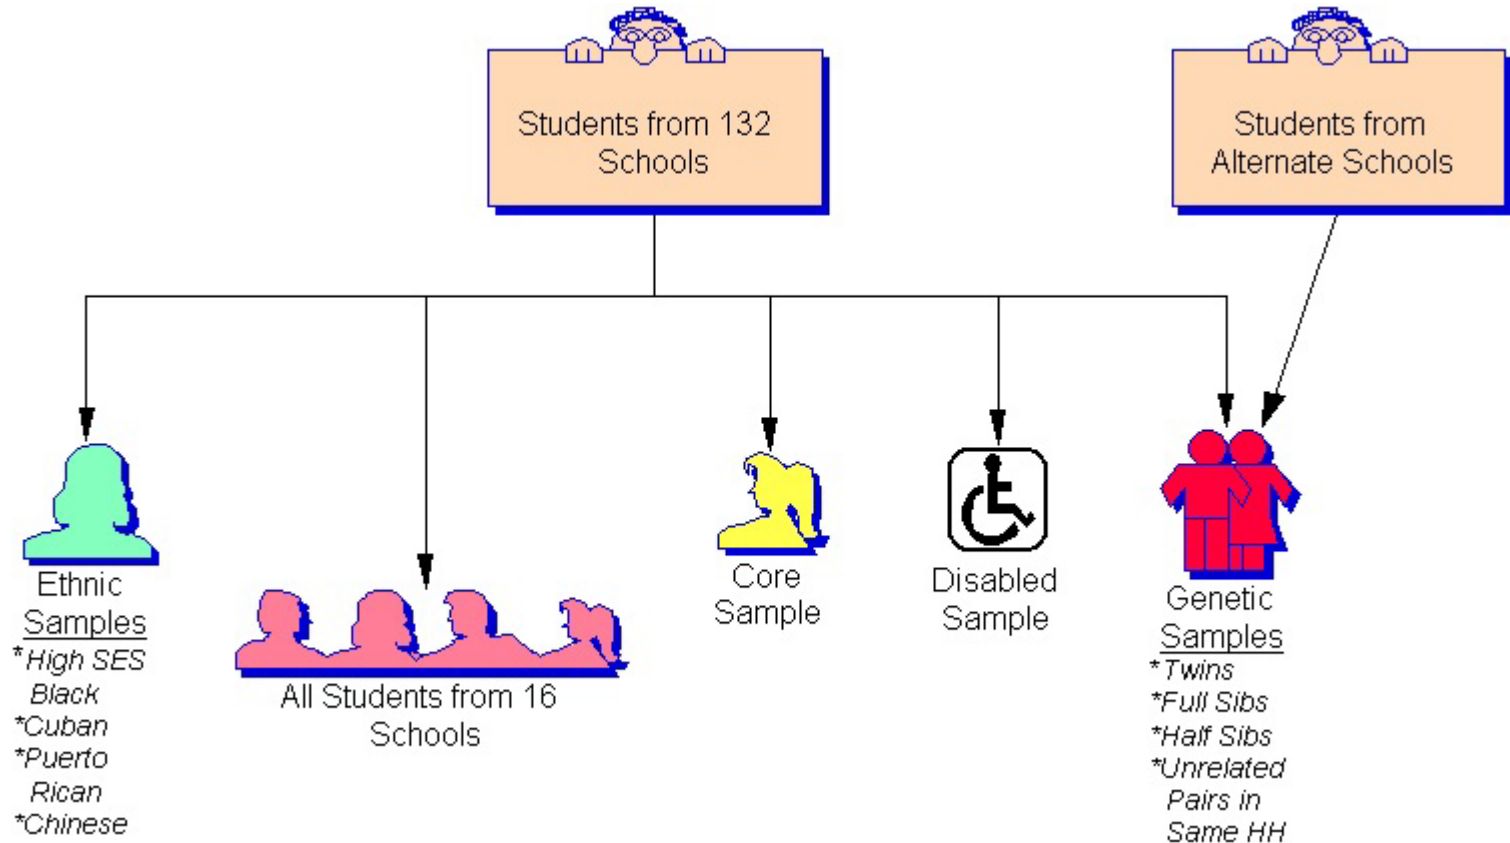 Students from 132
Schools
Students from
Alternate Schools
Ethnic
Samples
*High SES
Black
*Cuban
*Puerto
Rican
*Chinese
All Students from 16
Schools
Core
Sample
Disabled
Sample
Genetic
Samples
*Twins
*Full Sibs
*Half Sibs
*Unrelated
Pairs in
Same HH